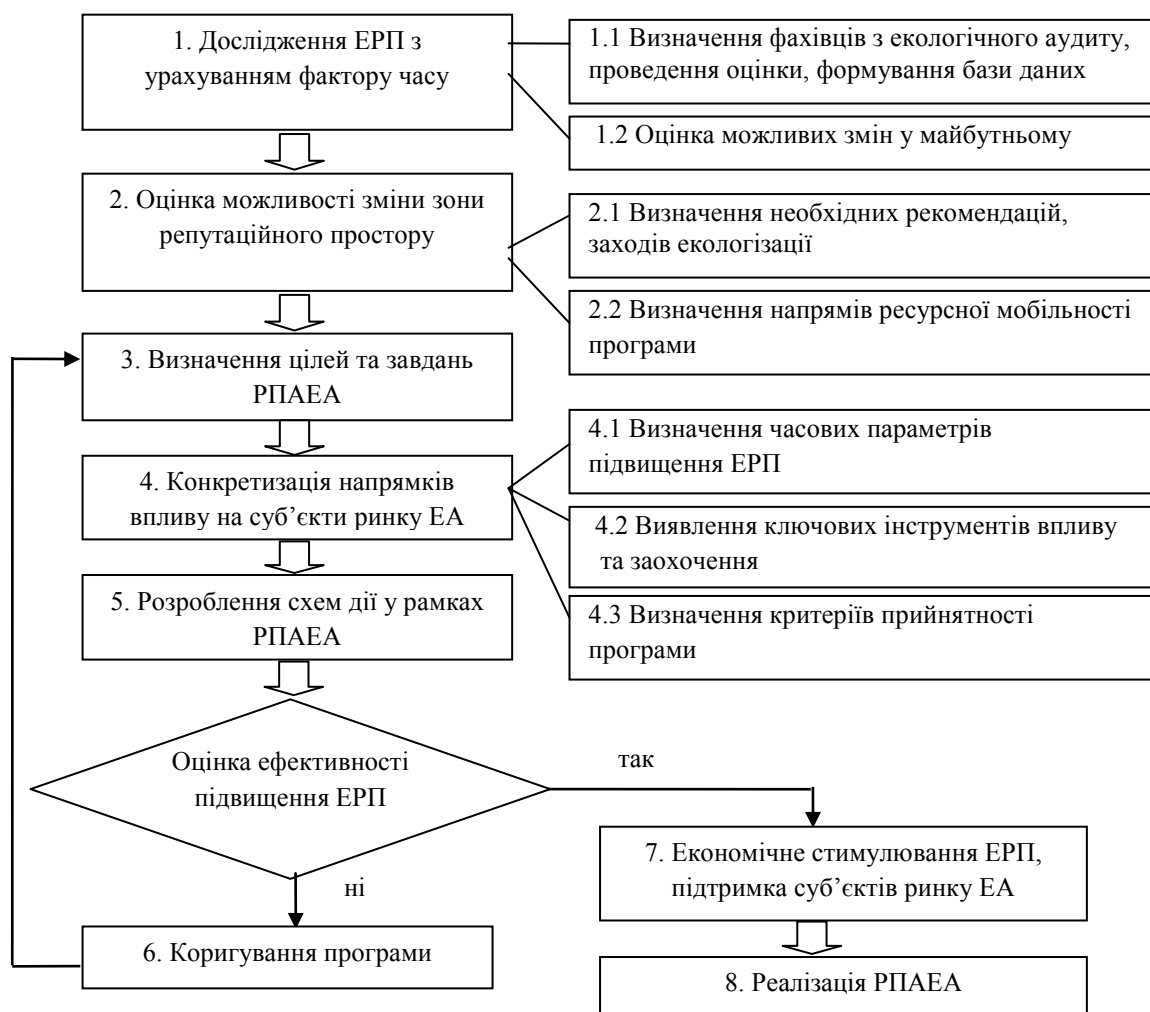 1. Дослідження ЕРП з
урахуванням фактору часу
1.1 Визначення фахівців з екологічного аудиту,
проведення оцінки, формування бази даних
1.2 Оцінка можливих змін у майбутньому
2. Оцінка можливості зміни зони
репутаційного простору
2.1 Визначення необхідних рекомендацій,
заходів екологізації
2.2 Визначення напрямів ресурсної мобільності
програми
3. Визначення цілей та завдань
РПАЕА
4. Конкретизація напрямків
впливу на суб’єкти ринку ЕА
4.1 Визначення часових параметрів
підвищення ЕРП
4.2 Виявлення ключових інструментів впливу
та заохочення
4.3 Визначення критеріїв прийнятності
програми
5. Розроблення схем дії у рамках
РПАЕА
Оцінка ефективності
підвищення ЕРП
так
ні
6. Коригування програми
7. Економічне стимулювання ЕРП,
підтримка суб’єктів ринку ЕА
8. Реалізація РПАЕА